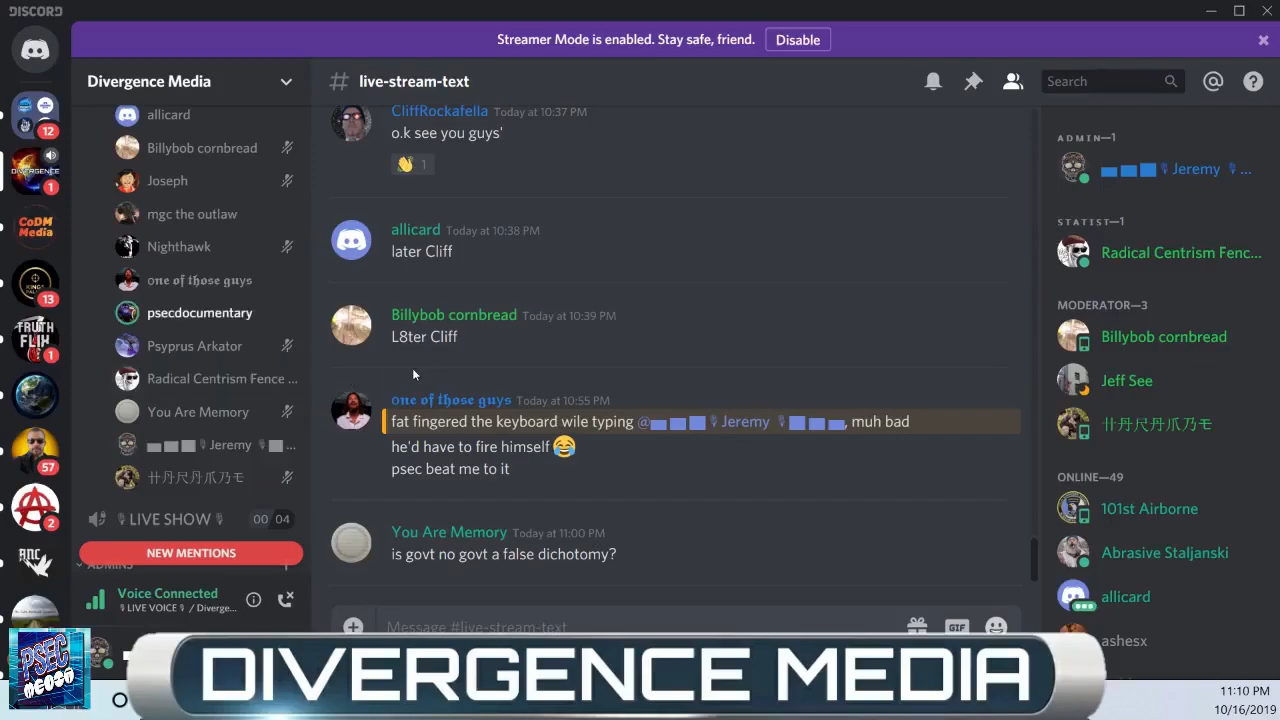 DISCORD
Streamer Mode is enabled. Stay safe, friend. Disable
Divergence Media
# live-stream-text
Search
allicard
Billybob cornbread
Joseph
mgc the outlaw
Nighthawk
𝔬𝔫𝔢 𝔬𝔣 𝔱𝔥𝔬𝔰𝔢 𝔤𝔲𝔶𝔰
psecdocumentary
Psyprus Arkator
Radical Centrism Fence ...
You Are Memory
Jeremy ...
卄丹尺丹爪乃モ
LIVE SHOW 00 04
NEW MENTIONS
ADMINS
Voice Connected
LIVE VOICE / Diverge...
12
DIVERGENCE
1
CoDM
Media
13
TRUTH
FLIX
1
57
2
CliffRockafella Today at 10:37 PM
o.k see you guys'
1
allicard Today at 10:38 PM
later Cliff
Billybob cornbread Today at 10:39 PM
L8ter Cliff
𝖔𝖓𝖊 𝖔𝖋 𝖙𝖍𝖔𝖘𝖊 𝖌𝖚𝖞𝖘 Today at 10:55 PM
fat fingered the keyboard wile typing @ Jeremy , muh bad
he'd have to fire himself 😂
psec beat me to it
You Are Memory Today at 11:00 PM
is govt no govt a false dichotomy?
Message #live-stream-text
GIF
ADMIN—1
Jeremy ...
STATIST—1
Radical Centrism Fenc...
MODERATOR—3
Billybob cornbread
Jeff See
卄丹尺丹爪乃モ
ONLINE—49
101st Airborne
Abrasive Staljanski
allicard
ashesx
PSEC
MEDIA
DIVERGENCE MEDIA
11:10 PM
10/16/2019